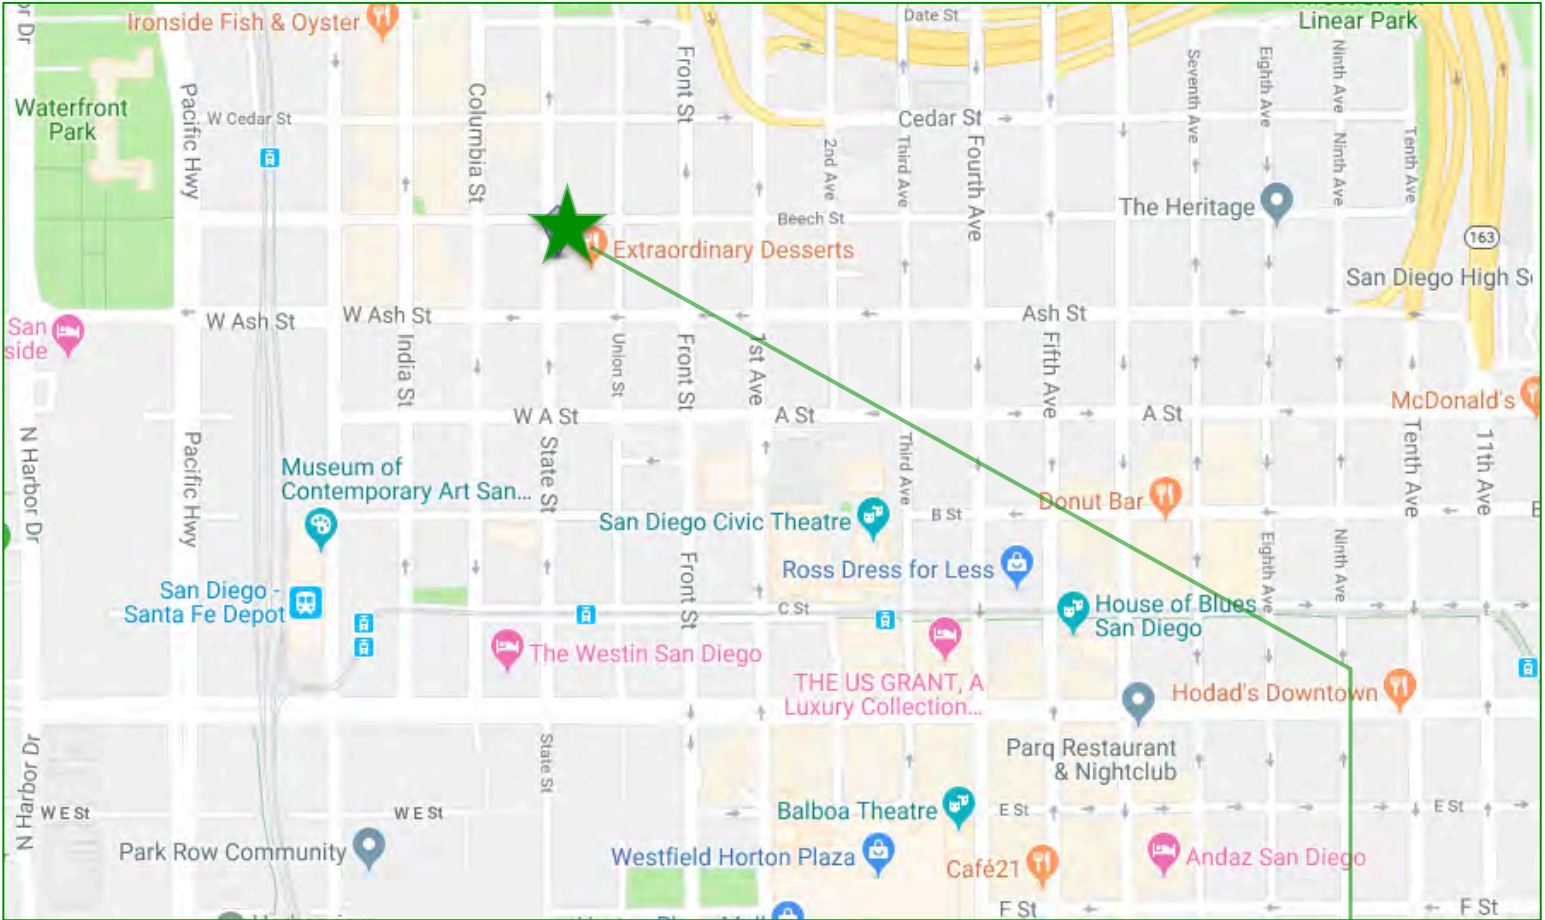 or Dr
Ironside Fish & Oyster
Date St
Linear Park
Waterfront
Park
Pacific Hwy
W Cedar St
Columbia St
Front St
Cedar St
2nd Ave
Third Ave
Fourth Ave
Seventh Ave
Eighth Ave
Ninth Ave
Ninth Ave
Tenth Ave
The Heritage
Beech St
Extraordinary Desserts
163
San Diego High S
San
side
W Ash St
W Ash St
Ash St
India St
Union St
Front St
1st Ave
Fifth Ave
McDonald's
W A St
A St
A St
N Harbor Dr
Pacific Hwy
State St
Third Ave
Tenth Ave
11th Ave
Museum of
Contemporary Art San...
San Diego Civic Theatre
B St
Donut Bar
Ross Dress for Less
Front St
Eighth Ave
Ninth Ave
San Diego -
Santa Fe Depot
C St
House of Blues
San Diego
The Westin San Diego
THE US GRANT, A
Luxury Collection...
Hodad's Downtown
Parq Restaurant
& Nightclub
N Harbor Dr
State St
W E St
W E St
Balboa Theatre
E St
E St
Park Row Community
Westfield Horton Plaza
Café21
Andaz San Diego
F St
F St